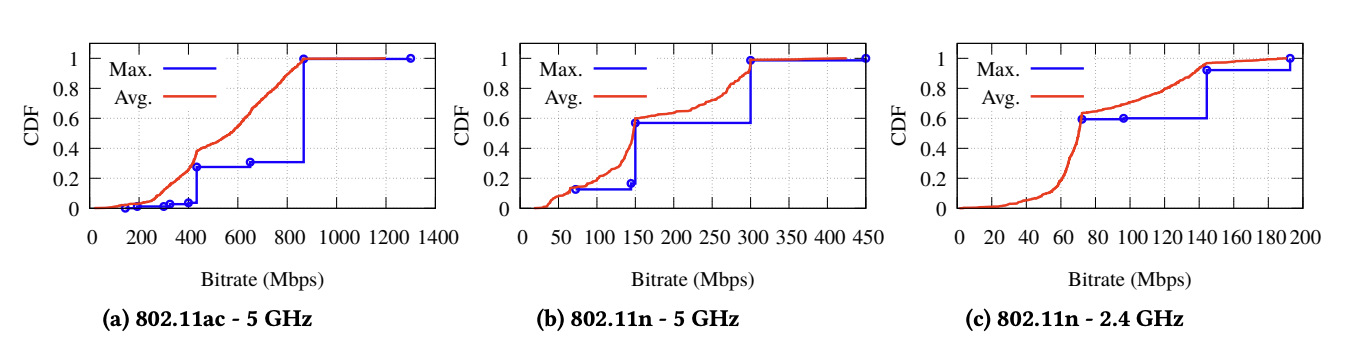 CDF
1
0.8
0.6
0.4
0.2
0
Max.
Avg.
0 200 400 600 800 1000 1200 1400
Bitrate (Mbps)
(a) 802.11ac - 5 GHz
CDF
1
0.8
0.6
0.4
0.2
0
Max.
Avg.
0 50 100 150 200 250 300 350 400 450
Bitrate (Mbps)
(b) 802.11n - 5 GHz
CDF
1
0.8
0.6
0.4
0.2
0
Max.
Avg.
0 20 40 60 80 100 120 140 160 180 200
Bitrate (Mbps)
(c) 802.11n - 2.4 GHz